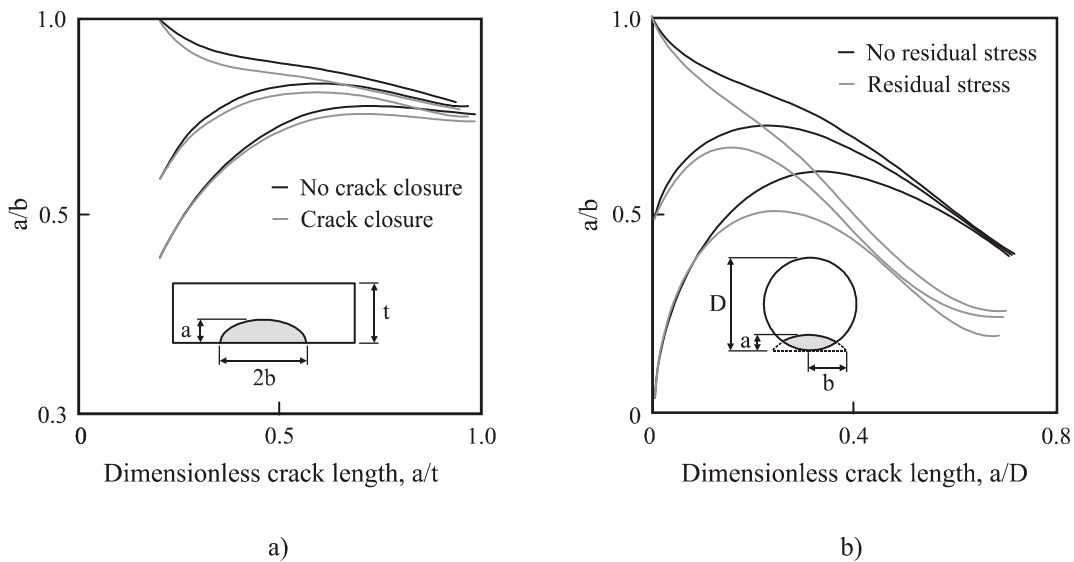 1.0
a/b
0.5
0.3
No crack closure
Crack closure
a
t
2b
0
0.5
1.0
Dimensionless crack length, a/t
a)
1.0
a/b
0.5
0
No residual stress
Residual stress
D
a
b
0
0.4
0.8
Dimensionless crack length, a/D
b)